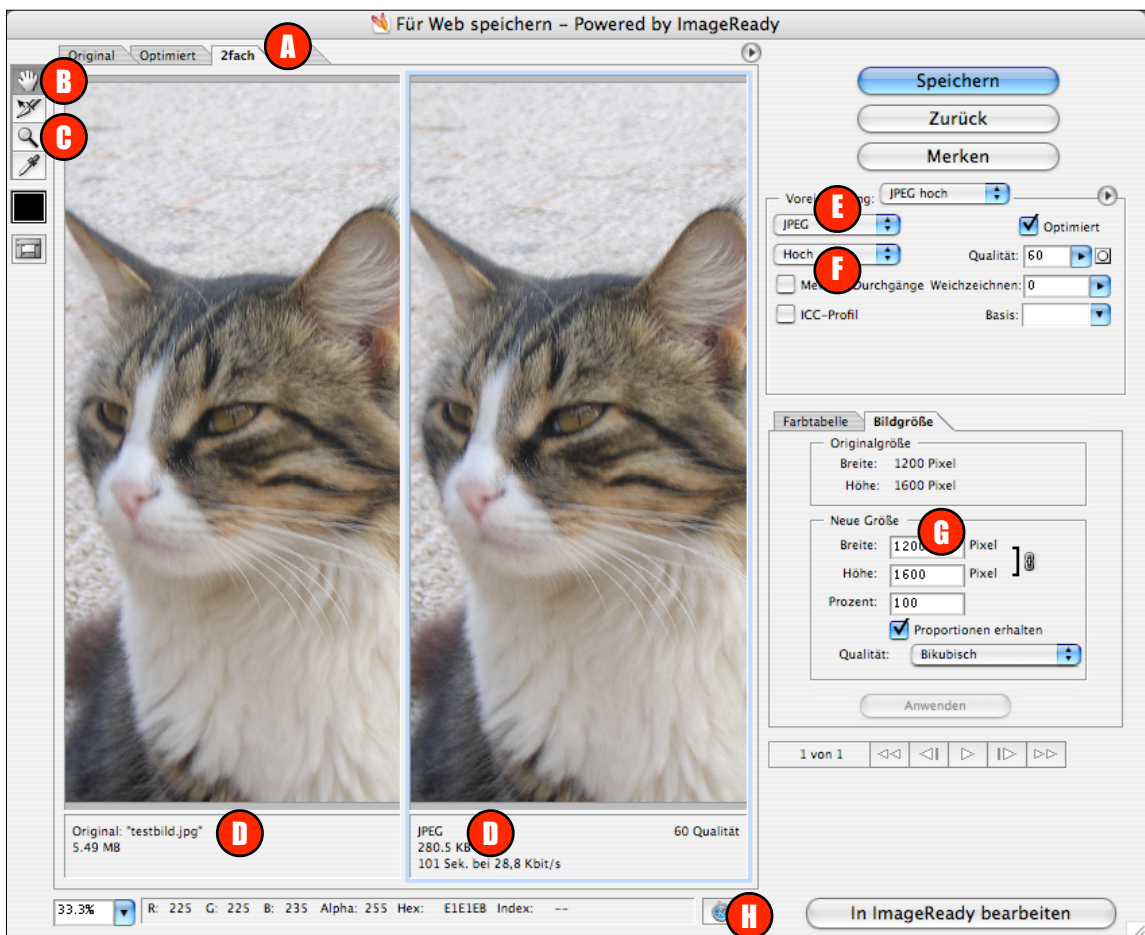 Für Web speichern – Powered by ImageReady
Original Optimiert 2fach A
B
C
Speichern
Zurück
Merken
JPEG hoch
E
JPEG Optimiert
Hoch Qualität: 60
F
Durchgänge Weichzeichnen: 0
ICC-Profil Basis:
Farbtabelle Bildgröße
Originalgröße
Breite: 1200 Pixel
Höhe: 1600 Pixel
Neue Größe
G
Breite: 120 Pixel
Höhe: 1600 Pixel
Prozent: 100
Proportionen erhalten
Qualität: Bikubisch
Anwenden
1 von 1
Original: "testbild.jpg" D
5.49 MB
JPEG D 60 Qualität
280.5 KB
101 Sek. bei 28,8 Kbit/s
33.3% R: 225 G: 225 B: 235 Alpha: 255 Hex: E1E1EB Index: --
H
In ImageReady bearbeiten